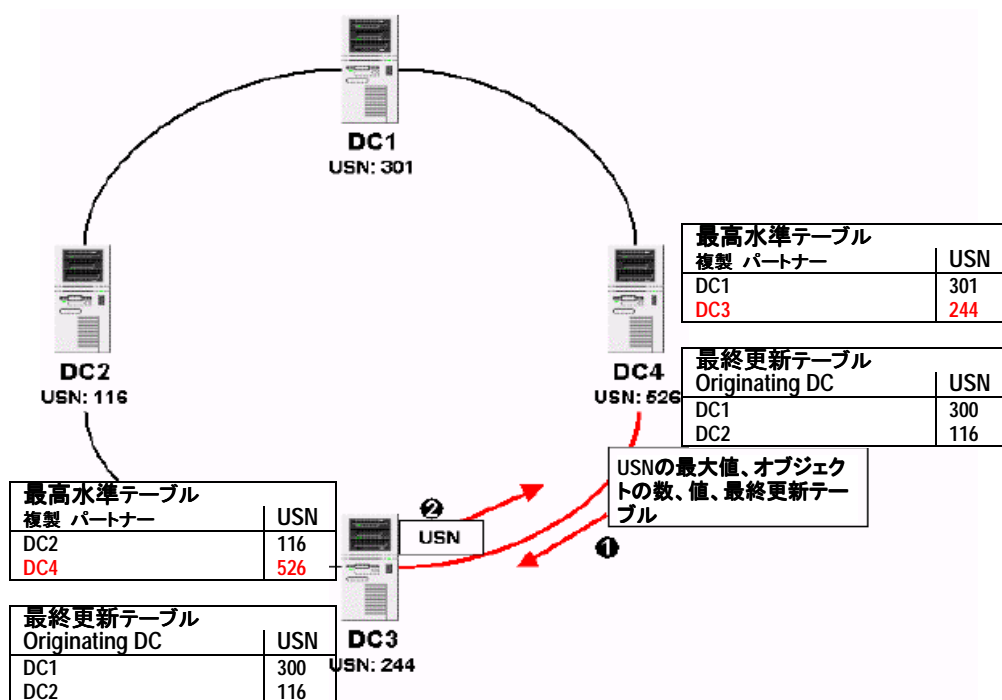 DC1
USN: 301
DC2
USN: 116
DC4
USN: 526
最高水準テーブル
複製 パートナー USN
DC1 301
DC3 244
最終更新テーブル
Originating DC USN
DC1 300
DC2 116
USNの最大値、オブジェク
トの数、値、最終更新テー
ブル
❶
❷
USN
最高水準テーブル
複製 パートナー USN
DC2 116
DC4 526
最終更新テーブル
Originating DC USN
DC1 300
DC2 116
DC3
USN: 244